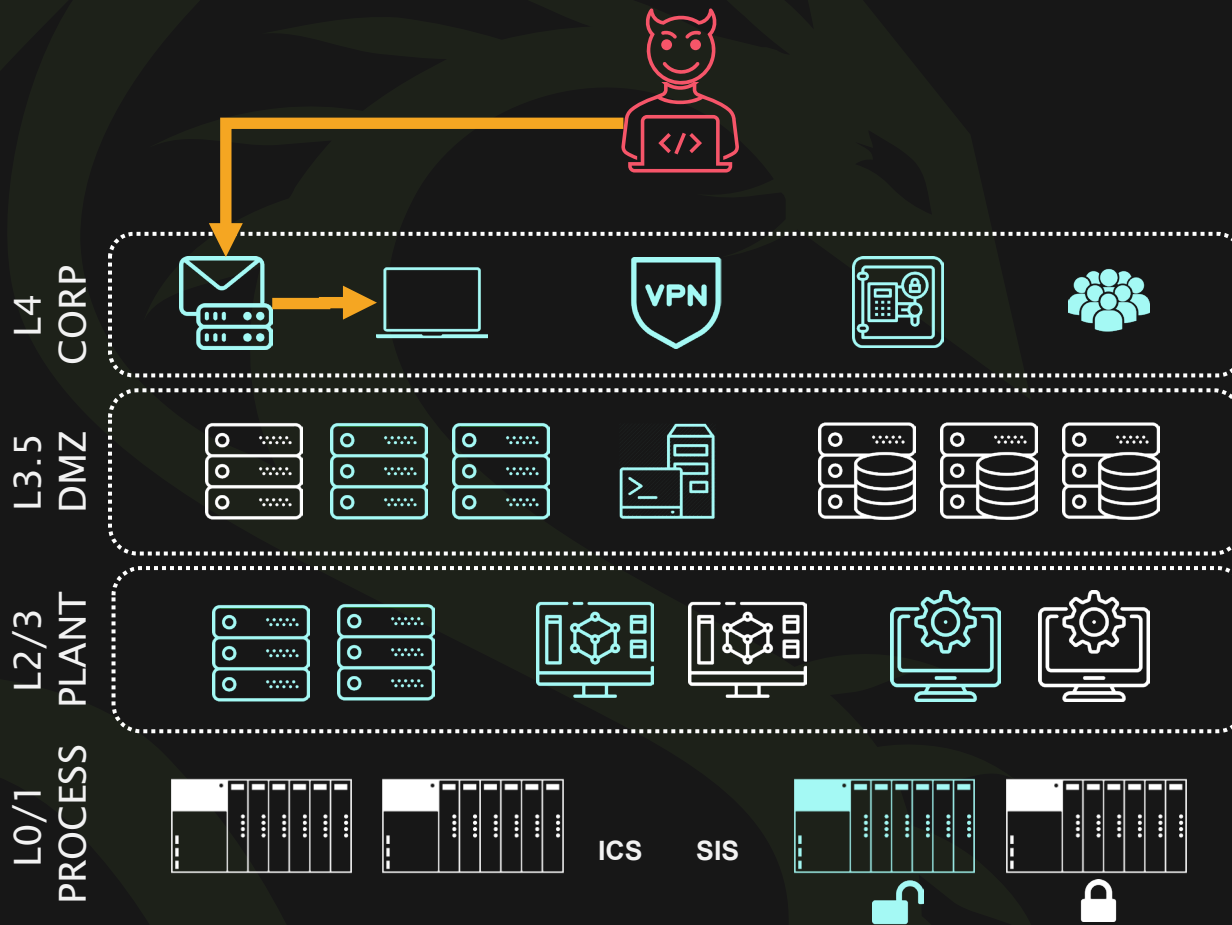 </>
L4
CORP
VPN
L3.5
DMZ
>_
L2/3
PLANT
L0/1
PROCESS
ICS
SIS